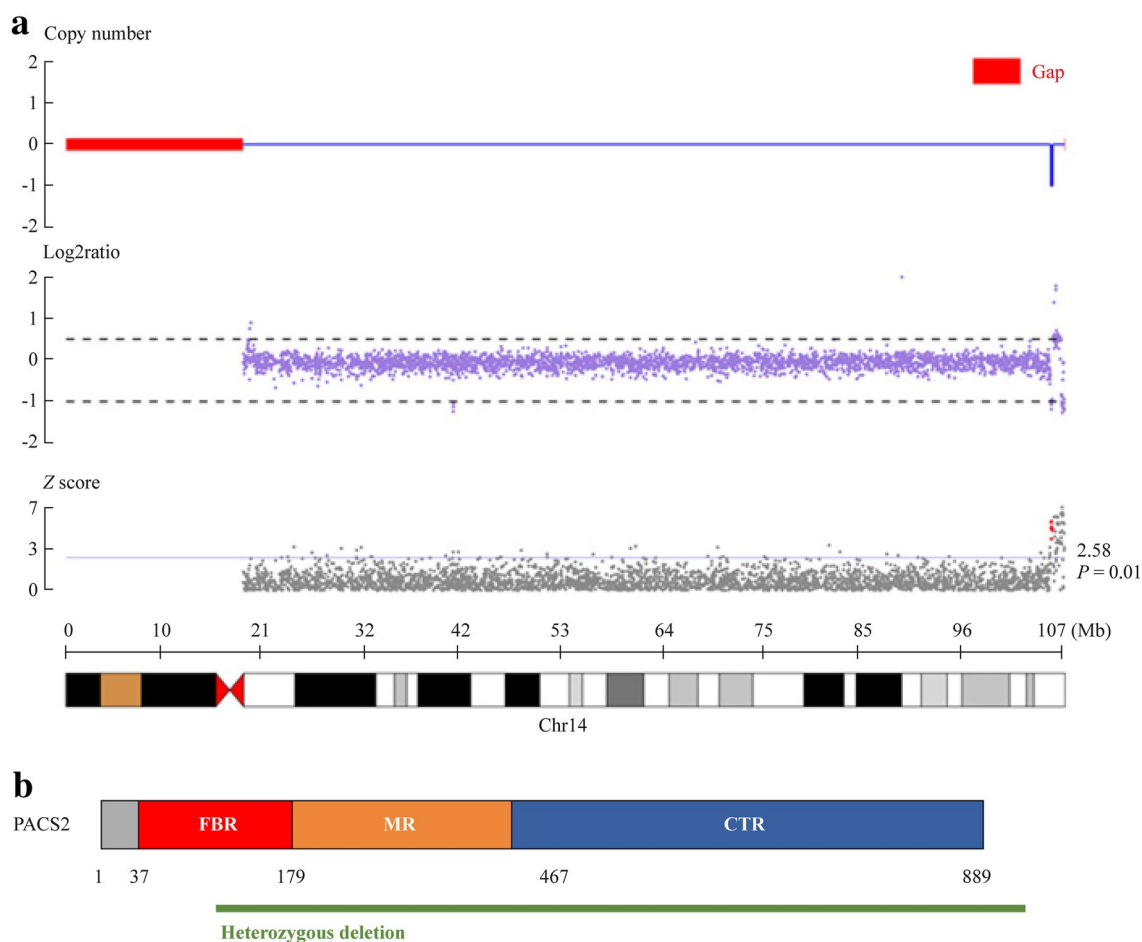 a
Copy number
2
1
0
-1
-2
Gap
Log2ratio
2
1
0
-1
-2
Z score
7
3
0
2.58
P = 0.01
0 10 21 32 42 53 64 75 85 96 107 (Mb)
Chr14
b
PACS2 FBR MR CTR
1 37 179 467 889
Heterozygous deletion